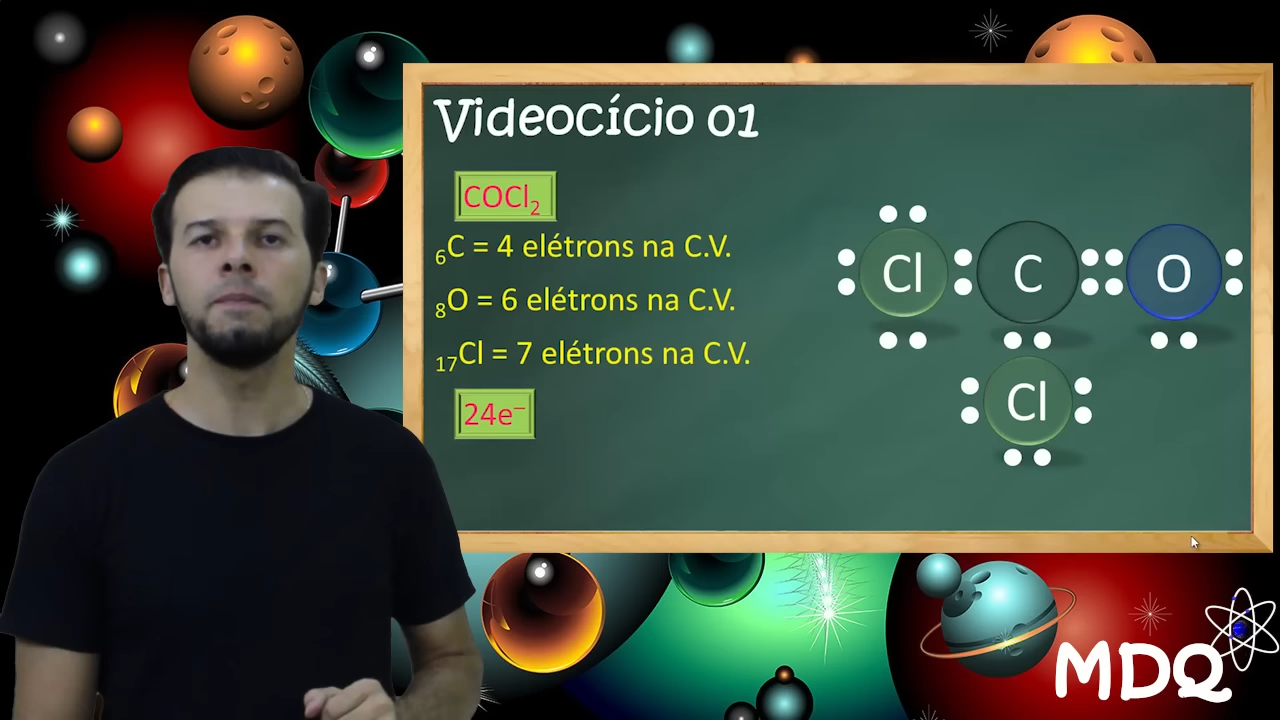 Videocício 01
COCl₂
₆C = 4 elétrons na C.V.
₈O = 6 elétrons na C.V.
₁₇Cl = 7 elétrons na C.V.
24e⁻
Cl C O
Cl
MDQ